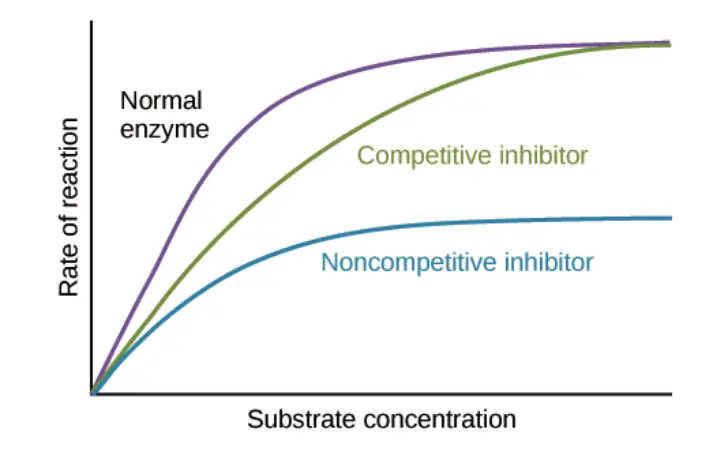 Normal
enzyme
Competitive inhibitor
Noncompetitive inhibitor
Rate of reaction
Substrate concentration